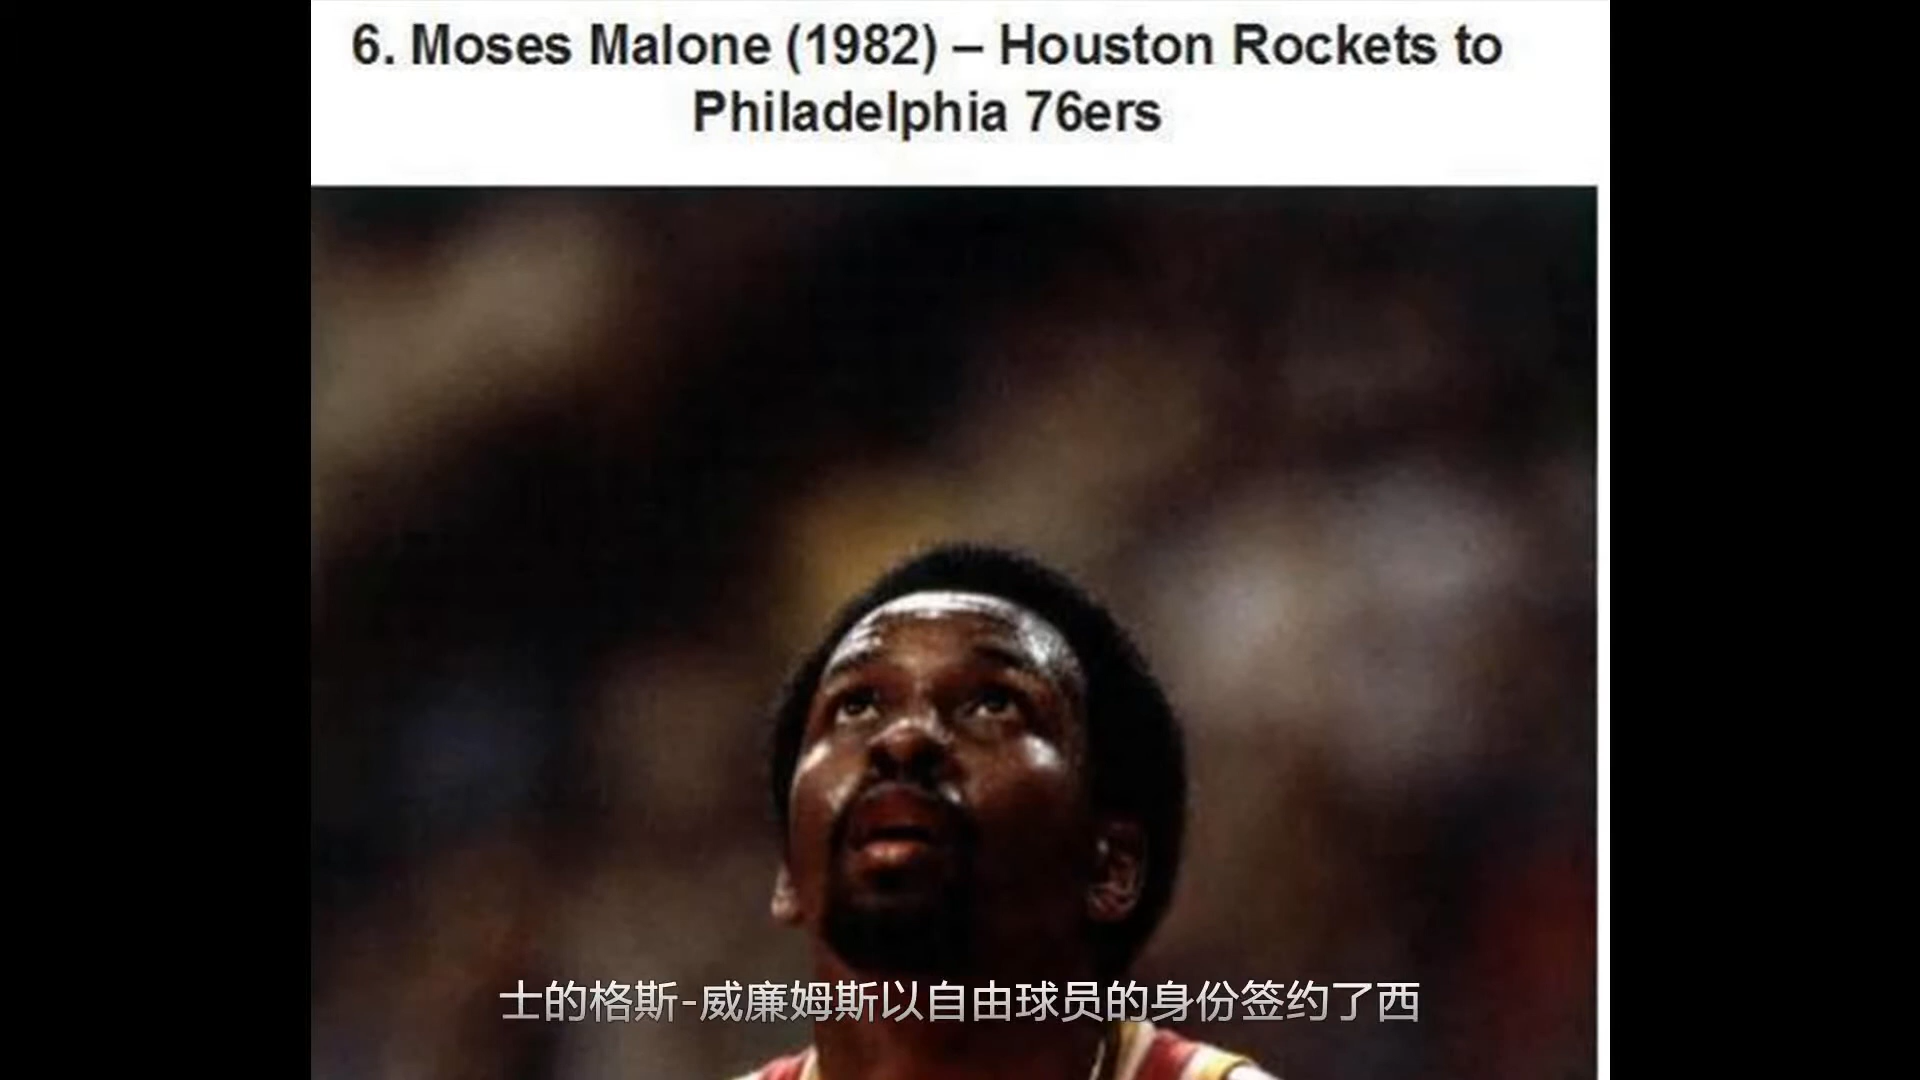 6. Moses Malone (1982) – Houston Rockets to
Philadelphia 76ers
士的格斯-威廉姆斯以自由球员的身份签约了西